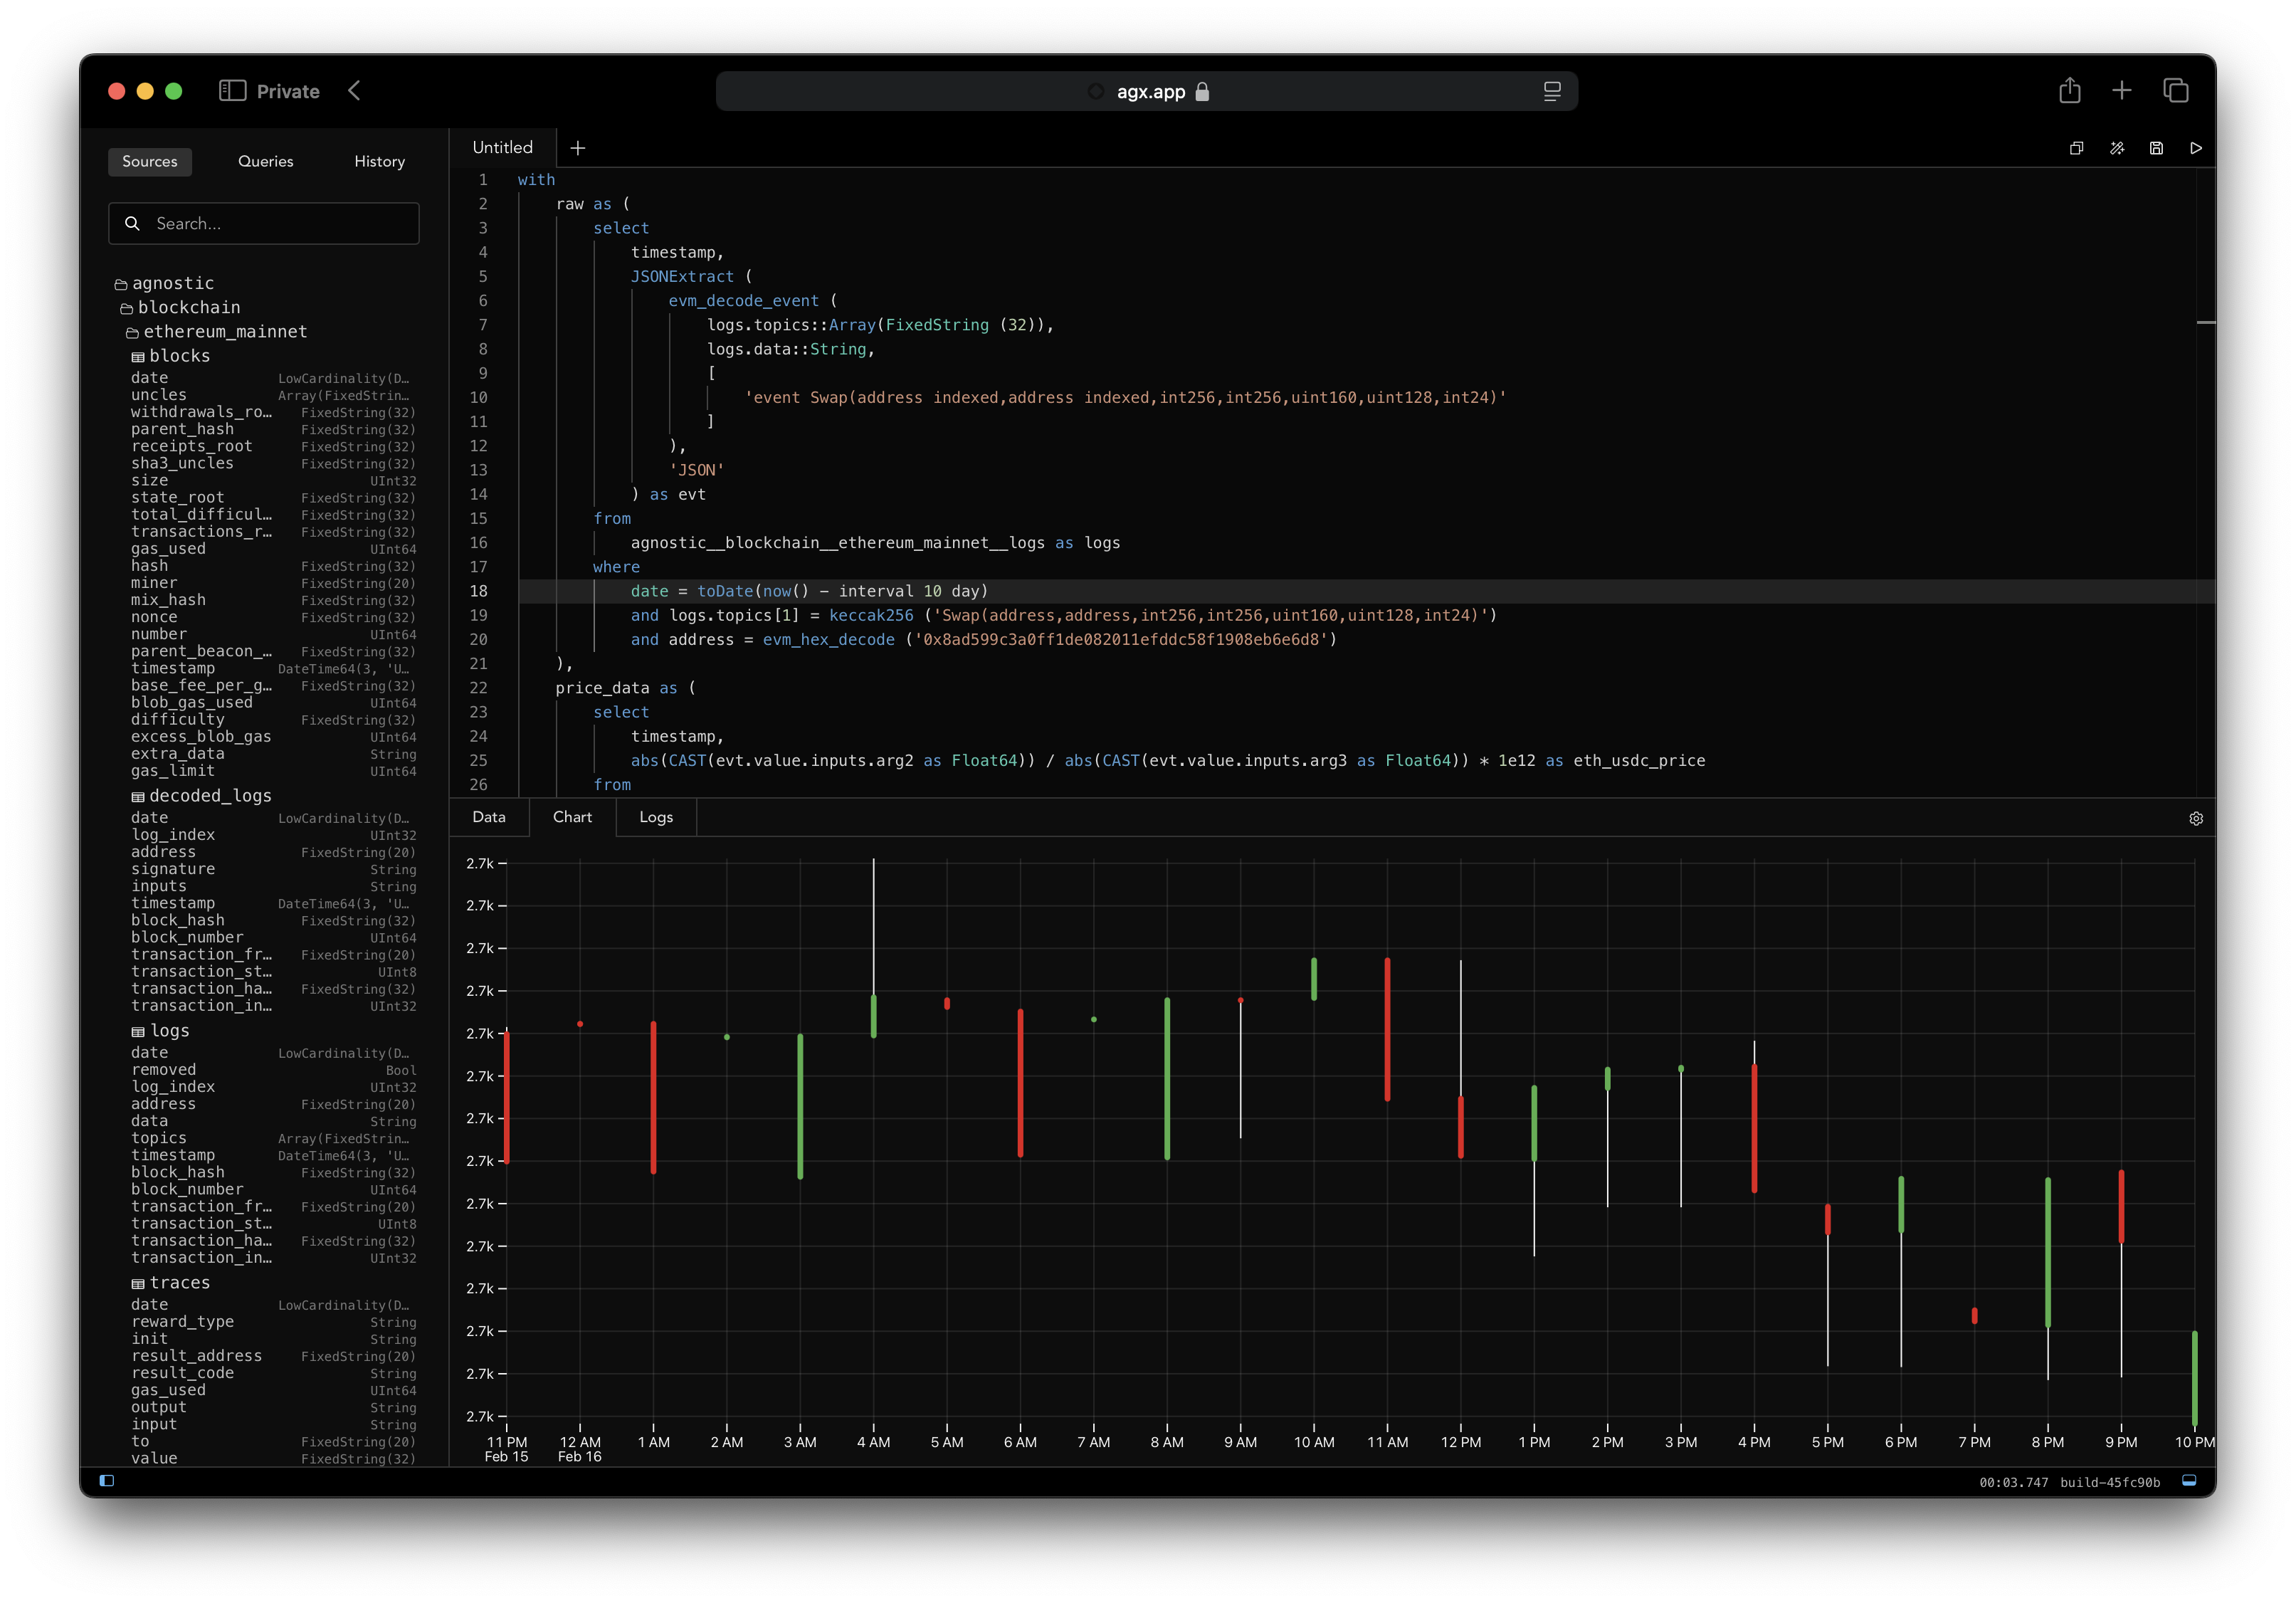 Private
agx.app
Sources Queries History
Search...
agnostic
blockchain
ethereum_mainnet
blocks
date LowCardinality(D…
uncles Array(FixedStrin…
withdrawals_ro… FixedString(32)
parent_hash FixedString(32)
receipts_root FixedString(32)
sha3_uncles FixedString(32)
size UInt32
state_root FixedString(32)
total_difficul… FixedString(32)
transactions_r… FixedString(32)
gas_used UInt64
hash FixedString(32)
miner FixedString(20)
mix_hash FixedString(32)
nonce FixedString(32)
number UInt64
parent_beacon_… FixedString(32)
timestamp DateTime64(3, 'U…
base_fee_per_g… FixedString(32)
blob_gas_used UInt64
difficulty FixedString(32)
excess_blob_gas UInt64
extra_data String
gas_limit UInt64
decoded_logs
date LowCardinality(D…
log_index UInt32
address FixedString(20)
signature String
inputs String
timestamp DateTime64(3, 'U…
block_hash FixedString(32)
block_number UInt64
transaction_fr… FixedString(20)
transaction_st… UInt8
transaction_ha… FixedString(32)
transaction_in… UInt32
logs
date LowCardinality(D…
removed Bool
log_index UInt32
address FixedString(20)
data String
topics Array(FixedStrin…
timestamp DateTime64(3, 'U…
block_hash FixedString(32)
block_number UInt64
transaction_fr… FixedString(20)
transaction_st… UInt8
transaction_ha… FixedString(32)
transaction_in… UInt32
traces
date LowCardinality(D…
reward_type String
init String
result_address FixedString(20)
result_code String
gas_used UInt64
output String
input String
to FixedString(20)
value FixedString(32)
Untitled
1 with
2 raw as (
3 select
4 timestamp,
5 JSONExtract (
6 evm_decode_event (
7 logs.topics::Array(FixedString (32)),
8 logs.data::String,
9 [
10 'event Swap(address indexed,address indexed,int256,int256,uint160,uint128,int24)'
11 ]
12 ),
13 'JSON'
14 ) as evt
15 from
16 agnostic__blockchain__ethereum_mainnet__logs as logs
17 where
18 date = toDate(now() - interval 10 day)
19 and logs.topics[1] = keccak256 ('Swap(address,address,int256,int256,uint160,uint128,int24)')
20 and address = evm_hex_decode ('0x8ad599c3a0ff1de082011efddc58f1908eb6e6d8')
21 ),
22 price_data as (
23 select
24 timestamp,
25 abs(CAST(evt.value.inputs.arg2 as Float64)) / abs(CAST(evt.value.inputs.arg3 as Float64)) * 1e12 as eth_usdc_price
26 from
Data Chart Logs
2.7k
2.7k
2.7k
2.7k
2.7k
2.7k
2.7k
2.7k
2.7k
2.7k
2.7k
2.7k
2.7k
2.7k
11 PM 12 AM 1 AM 2 AM 3 AM 4 AM 5 AM 6 AM 7 AM 8 AM 9 AM 10 AM 11 AM 12 PM 1 PM 2 PM 3 PM 4 PM 5 PM 6 PM 7 PM 8 PM 9 PM 10 PM
Feb 15 Feb 16
00:03.747 build-45fc90b